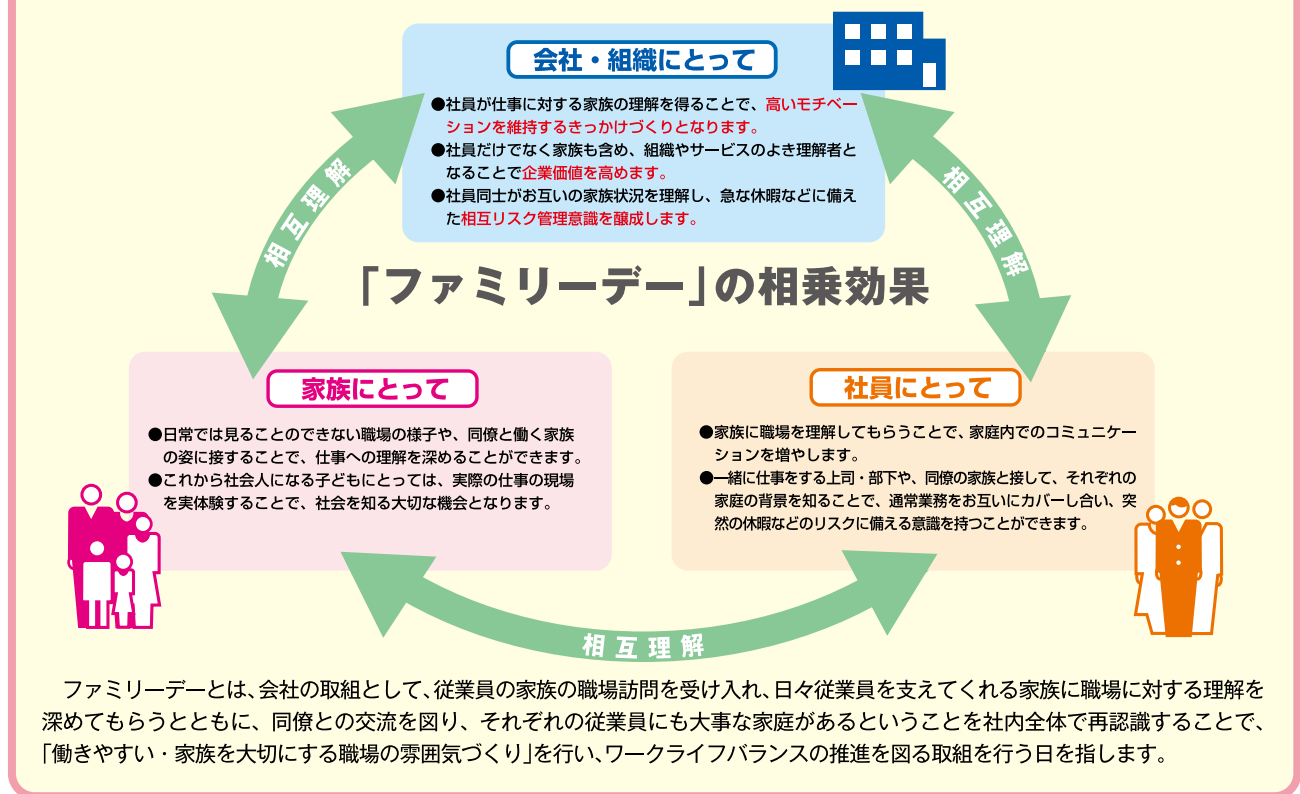 会社・組織にとって
●社員が仕事に対する家族の理解を得ることで、高いモチベー
ションを維持するきっかけづくりとなります。
●社員だけでなく家族も含め、組織やサービスのよき理解者と
なることで企業価値を高めます。
●社員同士がお互いの家族状況を理解し、急な休暇などに備え
た相互リスク管理意識を醸成します。
相互理解
相互理解
「ファミリーデー」の相乗効果
家族にとって
●日常では見ることのできない職場の様子や、同僚と働く家族
の姿に接することで、仕事への理解を深めることができます。
●これから社会人になる子どもにとっては、実際の仕事の現場
を実体験することで、社会を知る大切な機会となります。
社員にとって
●家族に職場を理解してもらうことで、家庭内でのコミュニケー
ションを増やします。
●一緒に仕事をする上司・部下や、同僚の家族と接して、それぞれの
家庭の背景を知ることで、通常業務をお互いにカバーし合い、突
然の休暇などのリスクに備える意識を持つことができます。
相互理解
ファミリーデーとは、会社の取組として、従業員の家族の職場訪問を受け入れ、日々従業員を支えてくれる家族に職場に対する理解を
深めてもらうとともに、同僚との交流を図り、それぞれの従業員にも大事な家庭があるということを社内全体で再認識することで、
「働きやすい・家族を大切にする職場の雰囲気づくり」を行い、ワークライフバランスの推進を図る取組を行う日を指します。